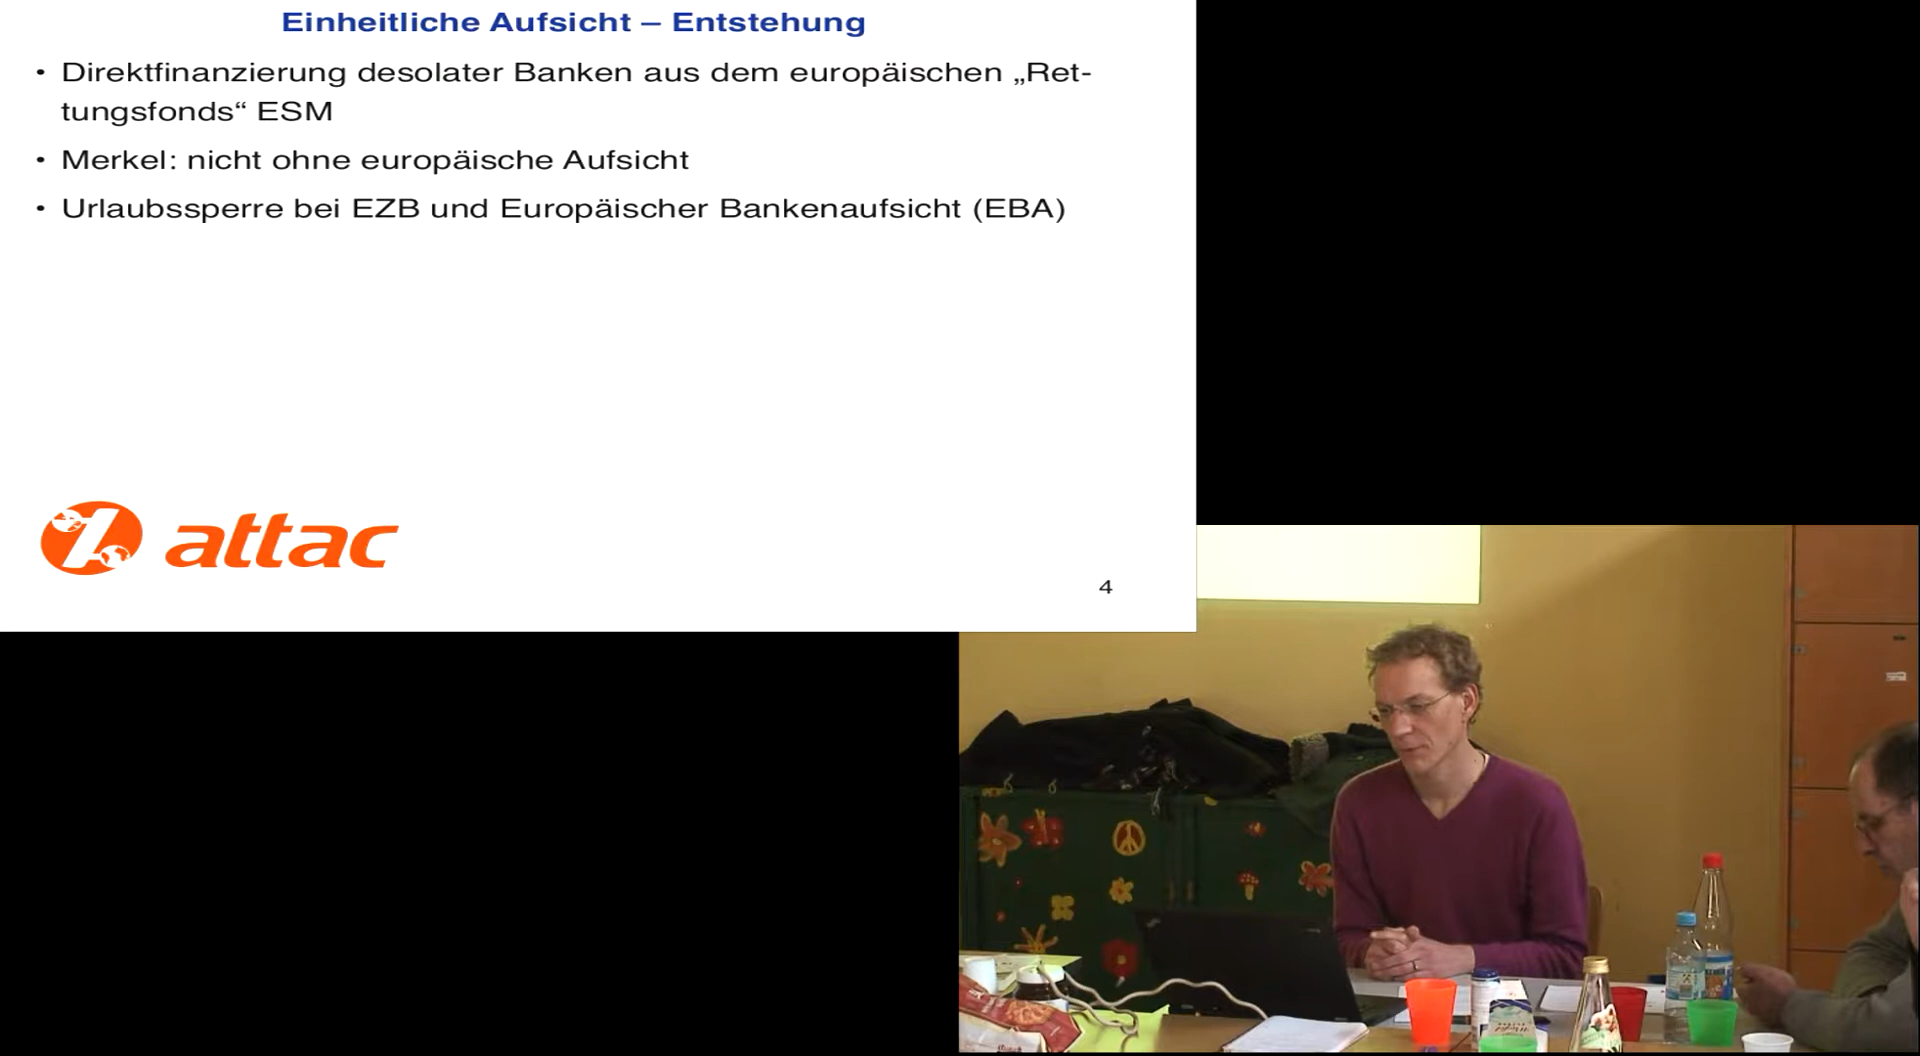 Einheitliche Aufsicht – Entstehung
• Direktfinanzierung desolater Banken aus dem europäischen „Ret-
tungsfonds“ ESM
• Merkel: nicht ohne europäische Aufsicht
• Urlaubssperre bei EZB und Europäischer Bankenaufsicht (EBA)
attac
4